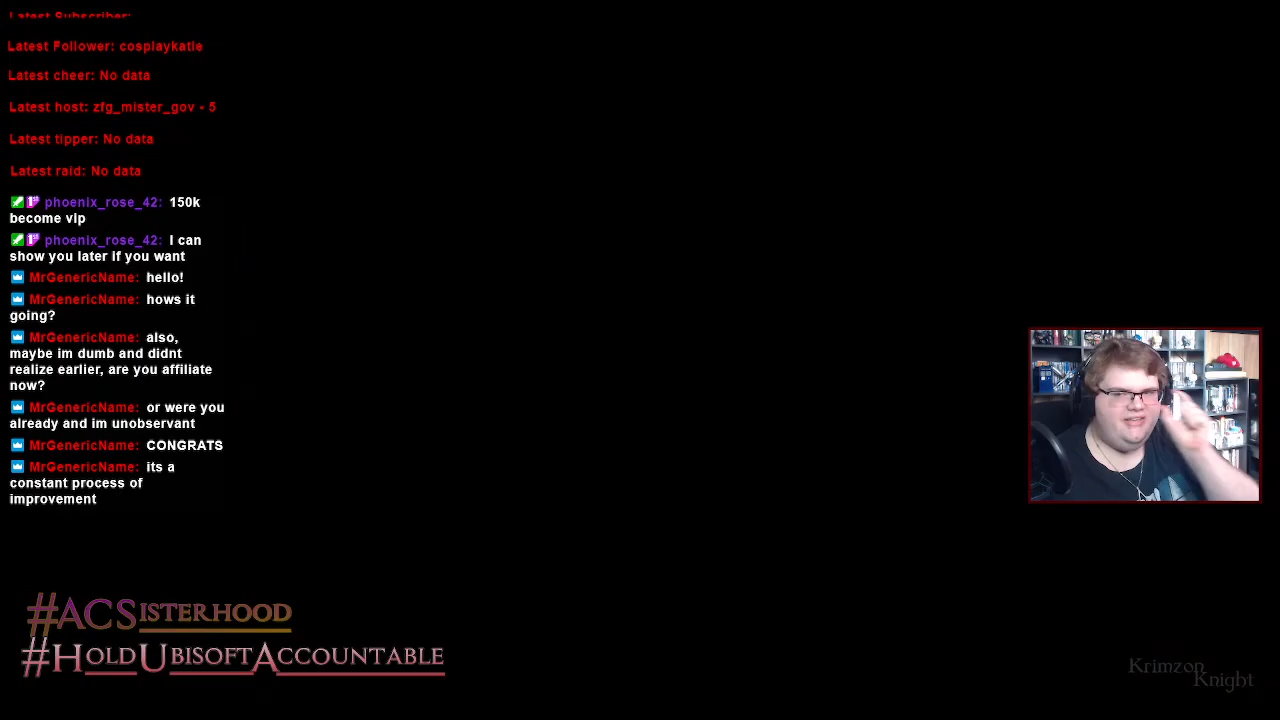 Latest Subscriber:
Latest Follower: cosplaykatie
Latest cheer: No data
Latest host: zfg_mister_gov - 5
Latest tipper: No data
Latest raid: No data
phoenix_rose_42: 150k
become vip
phoenix_rose_42: I can
show you later if you want
MrGenericName: hello!
MrGenericName: hows it
going?
MrGenericName: also,
maybe im dumb and didnt
realize earlier, are you affiliate
now?
MrGenericName: or were you
already and im unobservant
MrGenericName: CONGRATS
MrGenericName: its a
constant process of
improvement
#ACSISTERHOOD
#HOLDUBISOFTACCOUNTABLE
Krimzon
Knight